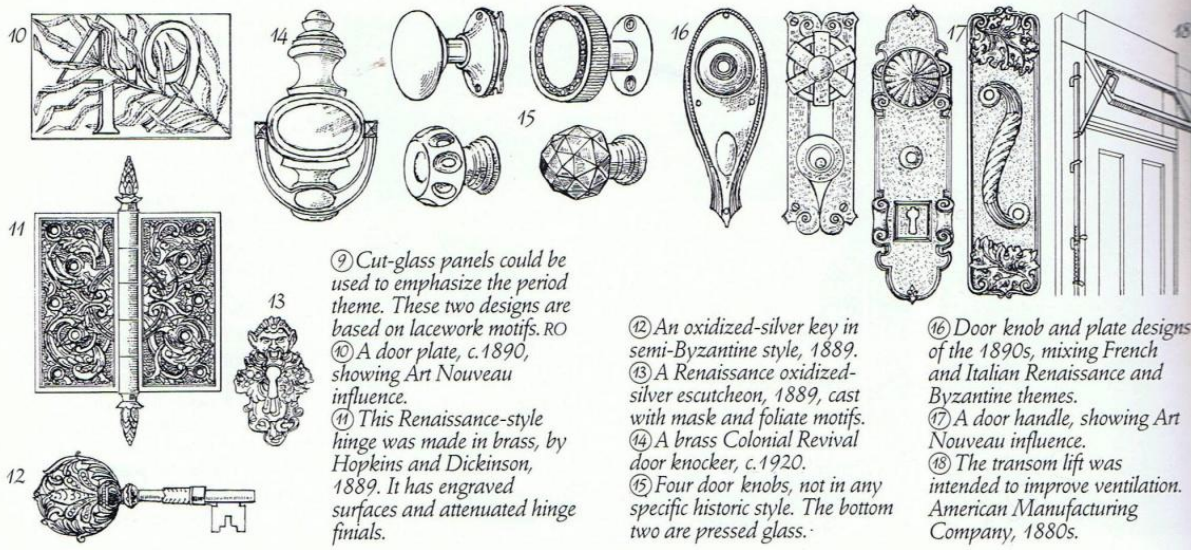 10
419
11
12
13
14
15
16
17
18
⑨ Cut-glass panels could be
used to emphasize the period
theme. These two designs are
based on lacework motifs. RO
⑩ A door plate, c.1890,
showing Art Nouveau
influence.
⑪ This Renaissance-style
hinge was made in brass, by
Hopkins and Dickinson,
1889. It has engraved
surfaces and attenuated hinge
finials.
⑫ An oxidized-silver key in
semi-Byzantine style, 1889.
⑬ A Renaissance oxidized-
silver escutcheon, 1889, cast
with mask and foliate motifs.
⑭ A brass Colonial Revival
door knocker, c.1920.
⑮ Four door knobs, not in any
specific historic style. The bottom
two are pressed glass.
⑯ Door knob and plate designs
of the 1890s, mixing French
and Italian Renaissance and
Byzantine themes.
⑰ A door handle, showing Art
Nouveau influence.
⑱ The transom lift was
intended to improve ventilation.
American Manufacturing
Company, 1880s.